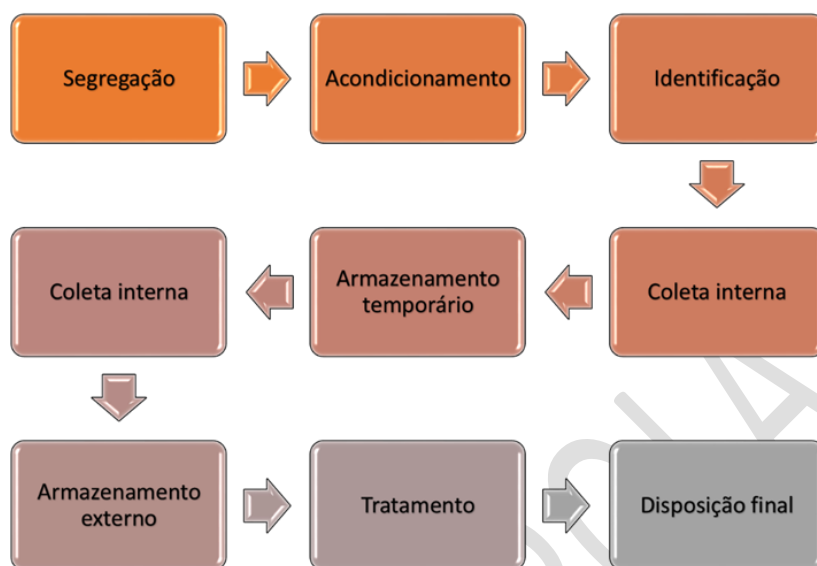 Segregação
Acondicionamento
Identificação
Coleta interna
Armazenamento
temporário
Coleta interna
Armazenamento
externo
Tratamento
Disposição final